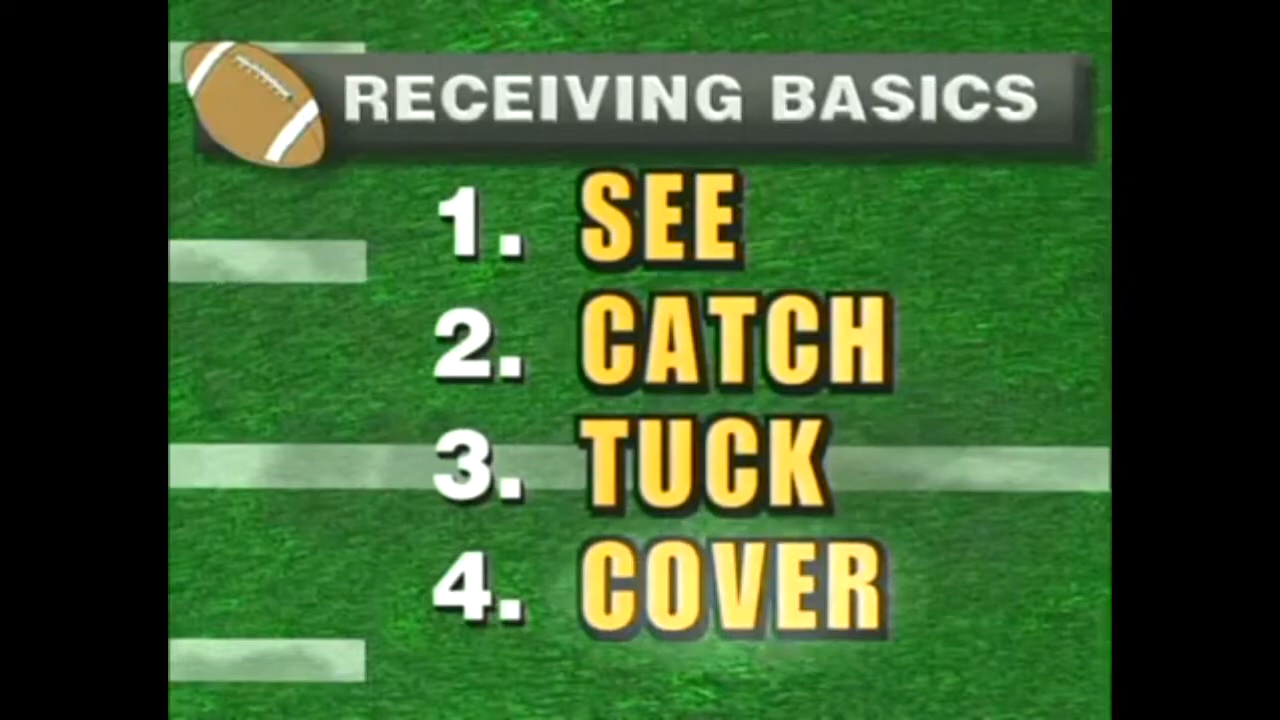 RECEIVING BASICS
1. SEE
2. CATCH
3. TUCK
4. COVER